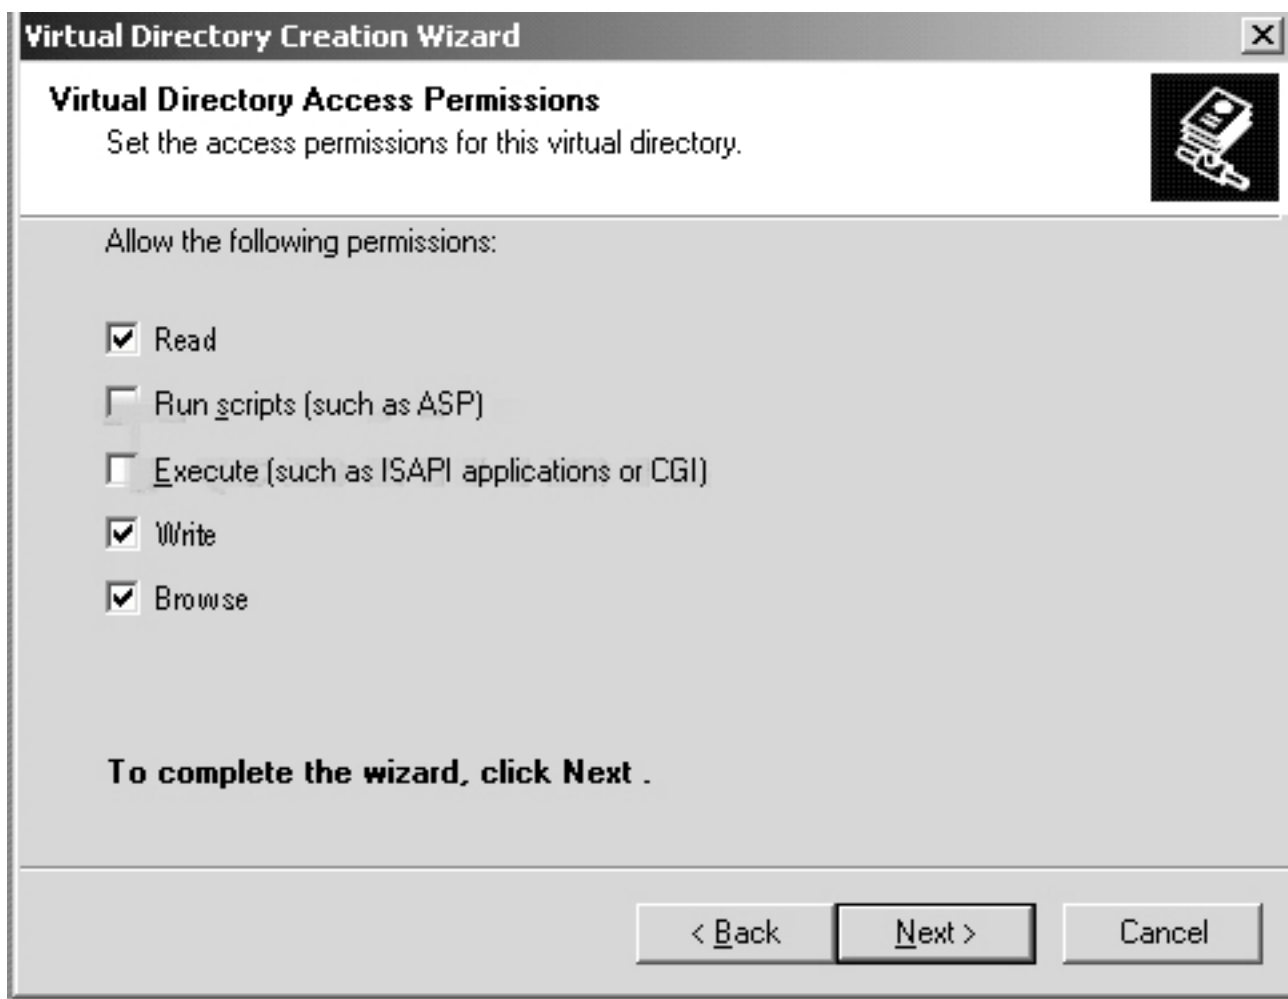 Virtual Directory Creation Wizard
Virtual Directory Access Permissions
Set the access permissions for this virtual directory.
Allow the following permissions:
Read
Run scripts (such as ASP)
Execute (such as ISAPI applications or CGI)
Write
Browse
To complete the wizard, click Next .
< Back Next > Cancel